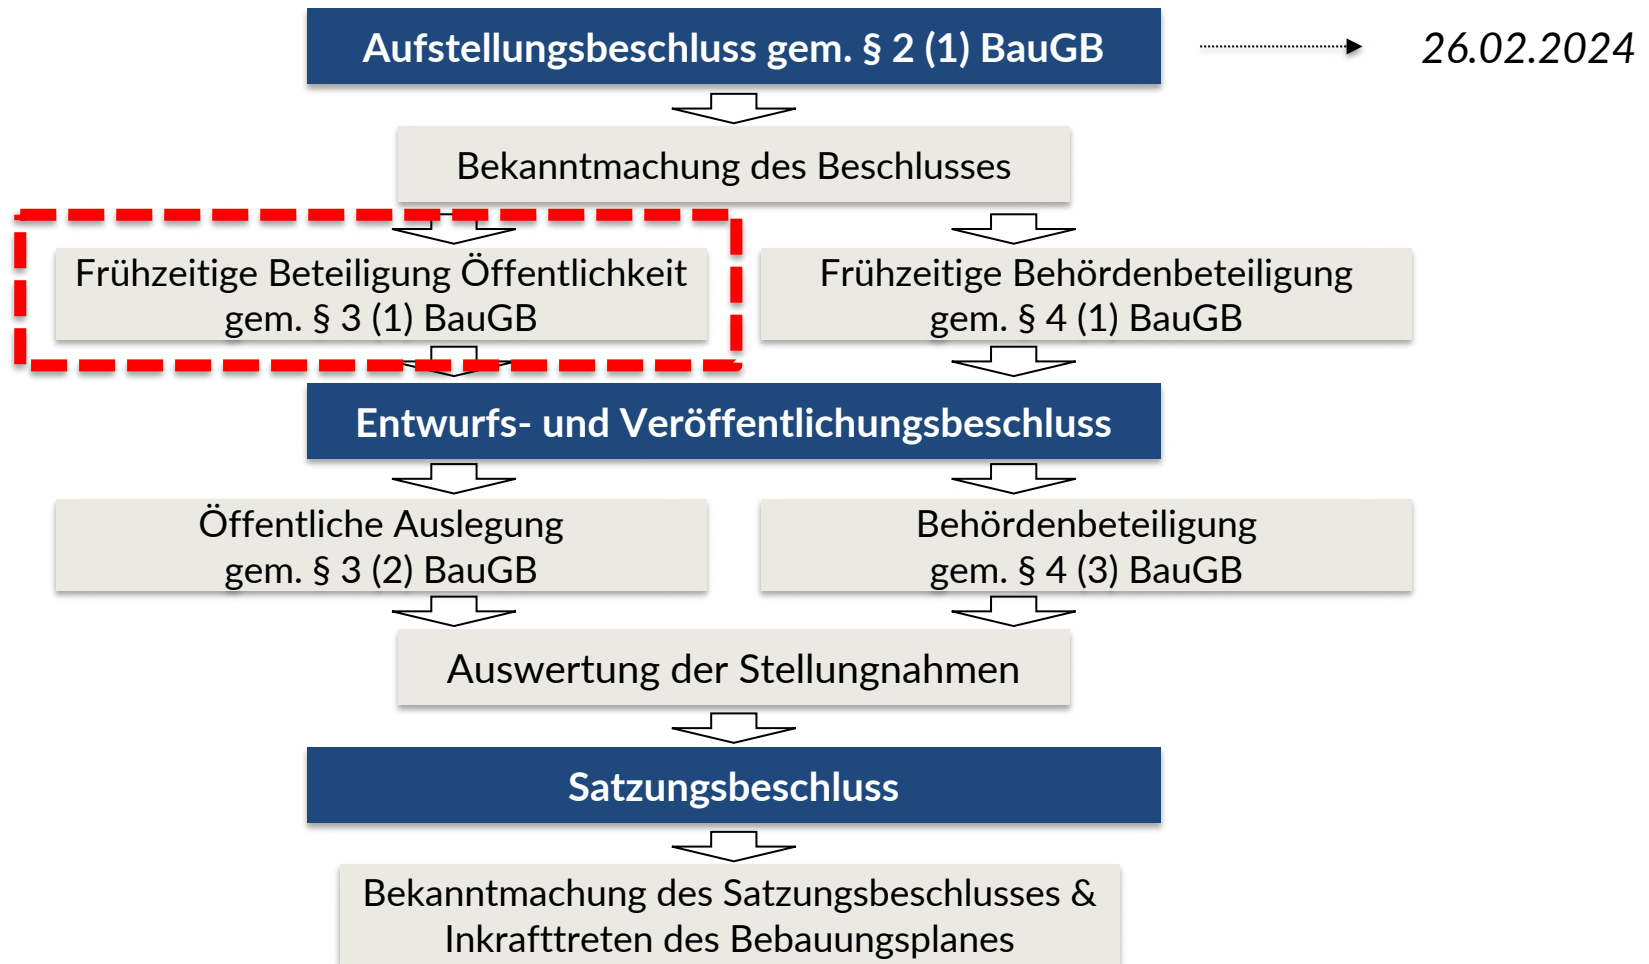 Aufstellungsbeschluss gem. § 2 (1) BauGB
26.02.2024
Bekanntmachung des Beschlusses
Frühzeitige Beteiligung Öffentlichkeit
gem. § 3 (1) BauGB
Frühzeitige Behördenbeteiligung
gem. § 4 (1) BauGB
Entwurfs- und Veröffentlichungsbeschluss
Öffentliche Auslegung
gem. § 3 (2) BauGB
Behördenbeteiligung
gem. § 4 (3) BauGB
Auswertung der Stellungnahmen
Satzungsbeschluss
Bekanntmachung des Satzungsbeschlusses &
Inkrafttreten des Bebauungsplanes